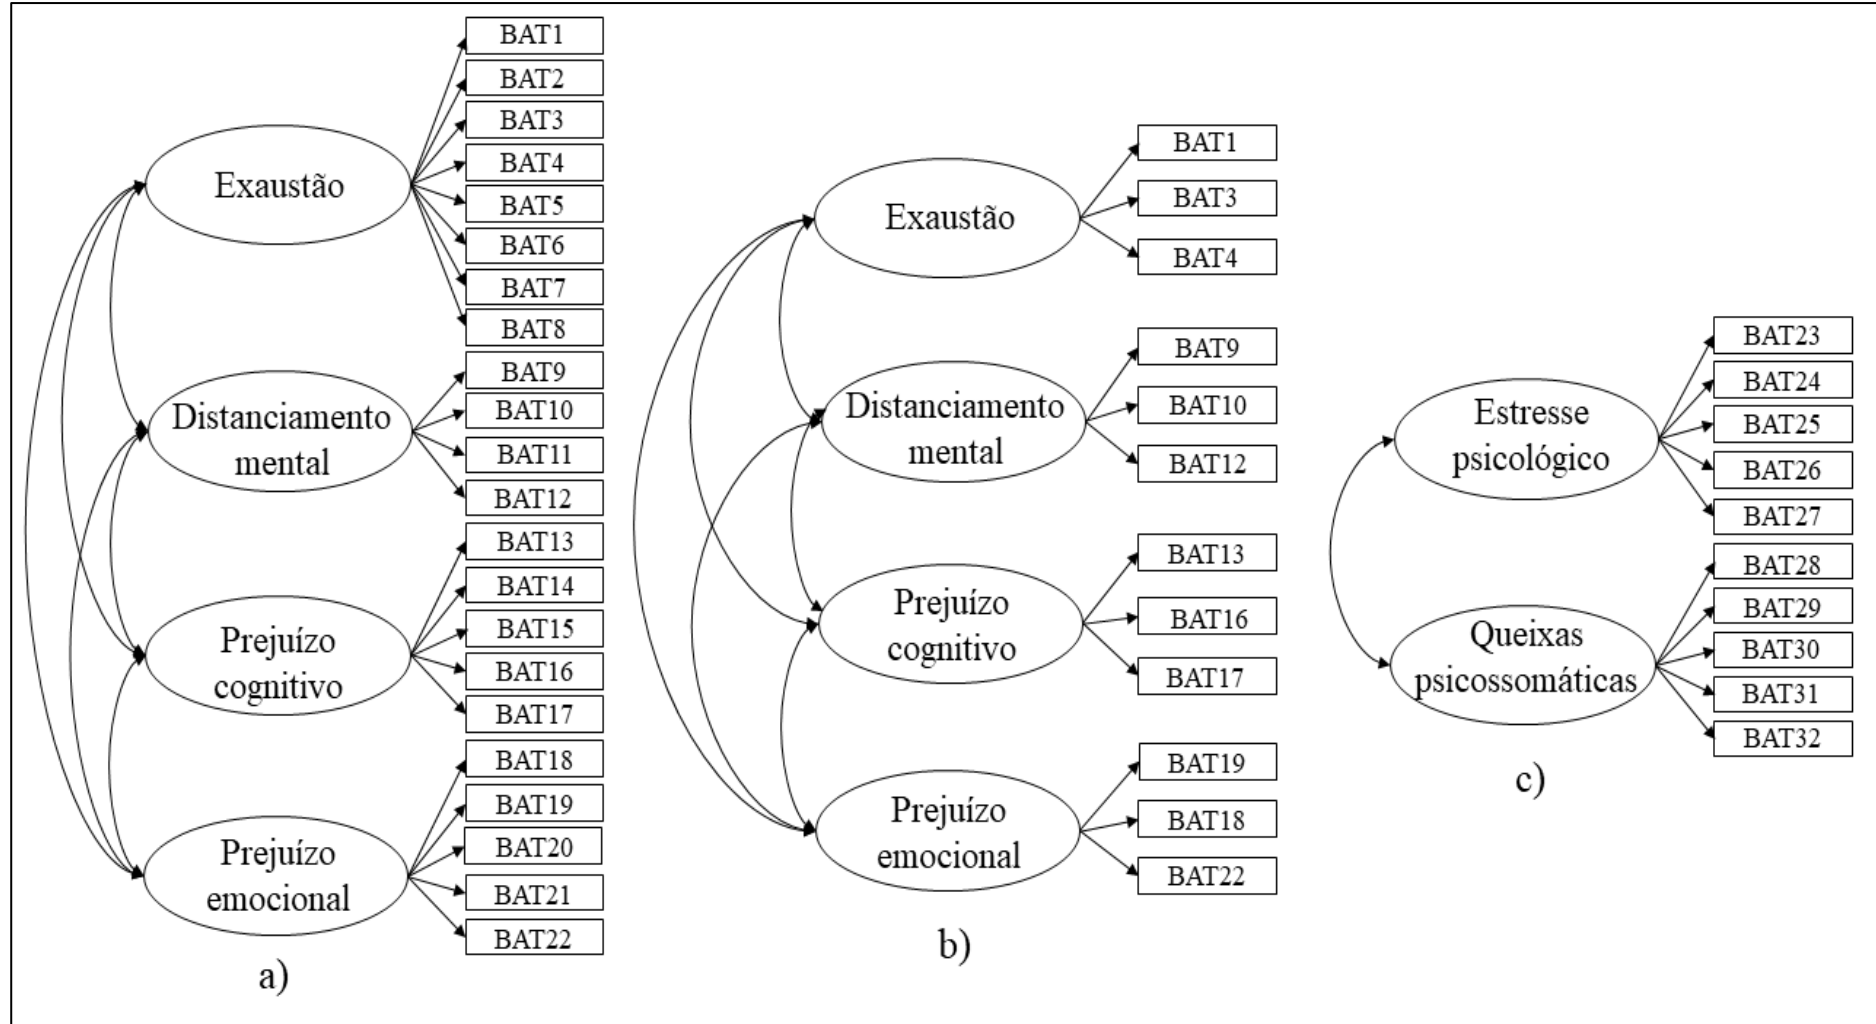 Exaustão
BAT1
BAT2
BAT3
BAT4
BAT5
BAT6
BAT7
BAT8
Distanciamento
mental
BAT9
BAT10
BAT11
BAT12
Prejuízo
cognitivo
BAT13
BAT14
BAT15
BAT16
BAT17
Prejuízo
emocional
BAT18
BAT19
BAT20
BAT21
BAT22
a)
Exaustão
BAT1
BAT3
BAT4
Distanciamento
mental
BAT9
BAT10
BAT12
Prejuízo
cognitivo
BAT13
BAT16
BAT17
Prejuízo
emocional
BAT19
BAT18
BAT22
b)
Estresse
psicológico
BAT23
BAT24
BAT25
BAT26
BAT27
Queixas
psicossomáticas
BAT28
BAT29
BAT30
BAT31
BAT32
c)